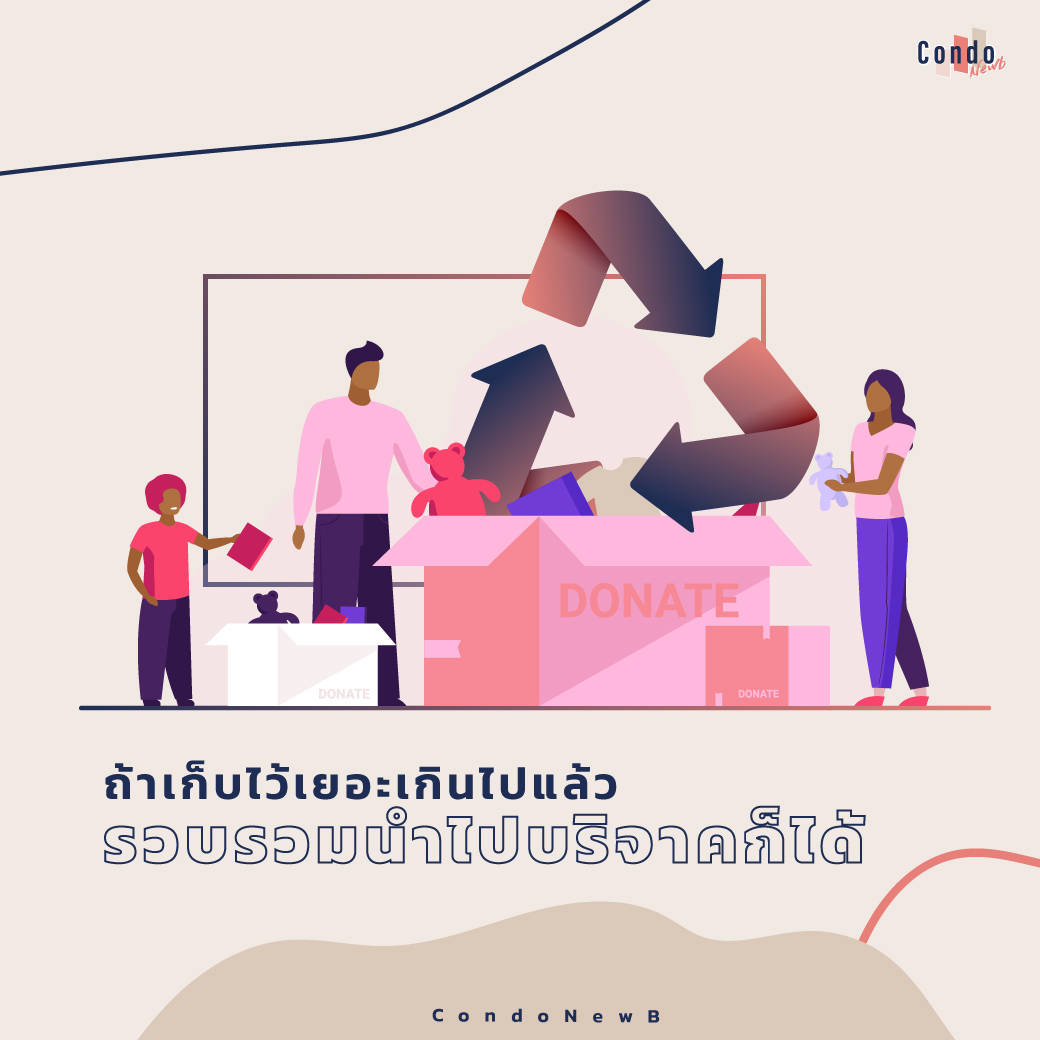 Condo
Newb
DONATE
DONATE
DONATE
ถ้าเก็บไว้เยอะเกินไปแล้ว
รวบรวมนำไปบริจาคก็ได้
CondoNewB